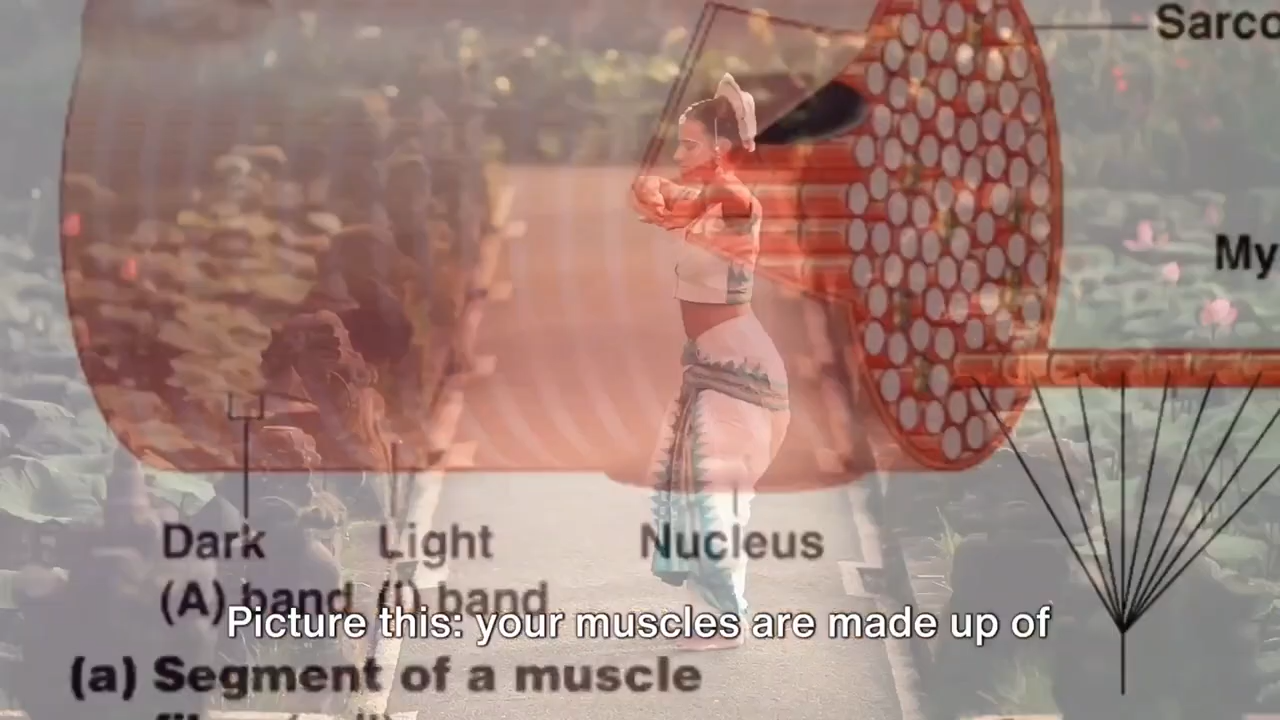 Sarco
My
Dark Light Nucleus
(A) band (I) band
Picture this: your muscles are made up of
(a) Segment of a muscle